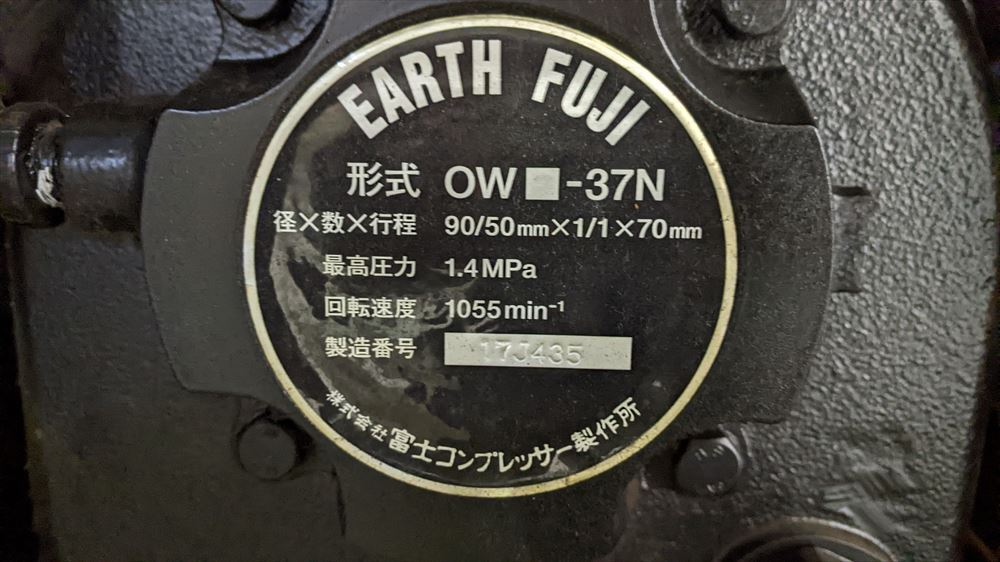 EARTH FUJI
形式 OW■-37N
径×数×行程 90/50mm×1/1×70mm
最高圧力 1.4MPa
回転速度 1055min⁻¹
製造番号 17J435
株式会社 富士コンプレッサー製作所